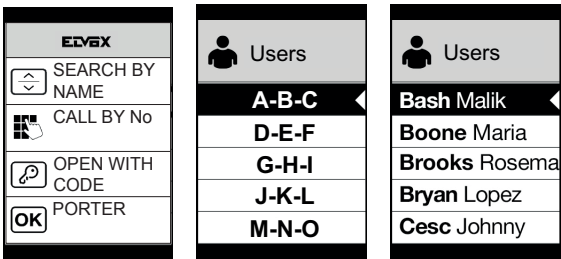 ELVOX
SEARCH BY
NAME
CALL BY No
OPEN WITH
CODE
OK PORTER
Users
A-B-C
D-E-F
G-H-I
J-K-L
M-N-O
Users
Bash Malik
Boone Maria
Brooks Rosema
Bryan Lopez
Cesc Johnny